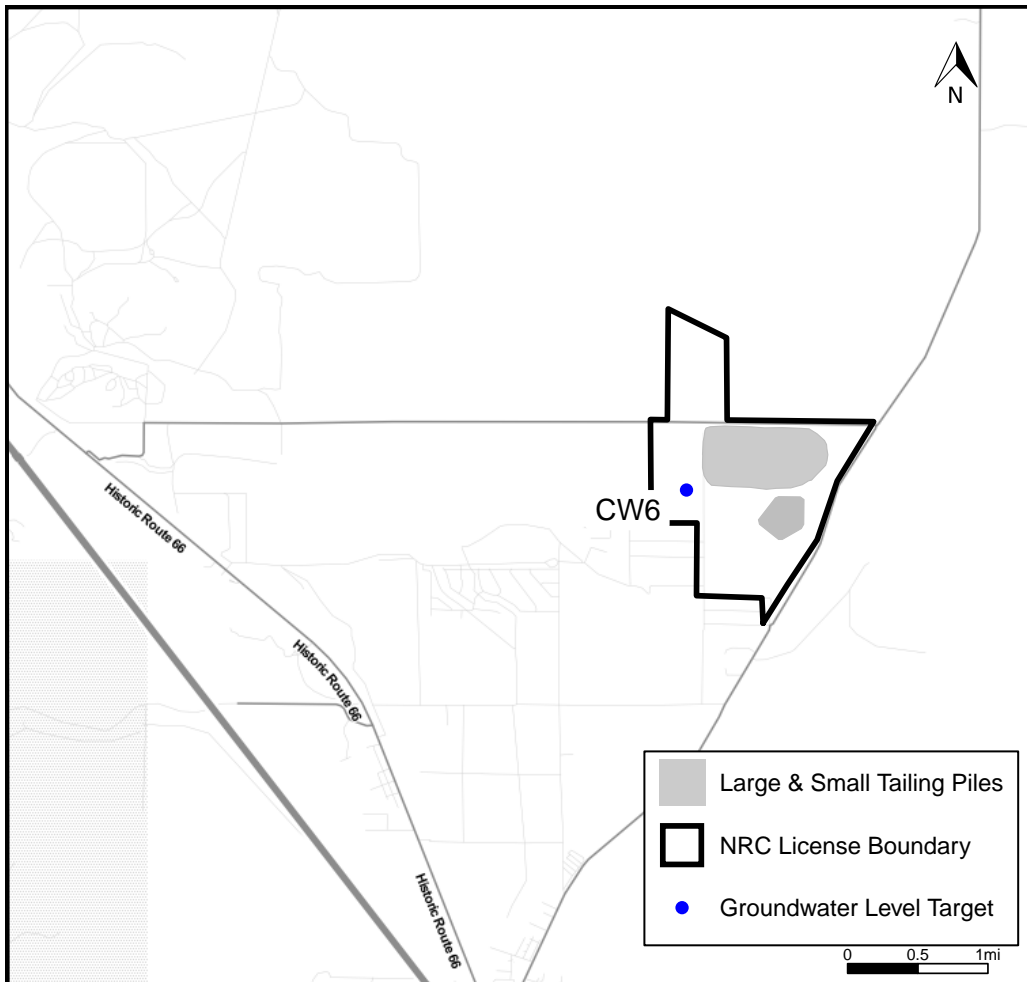 N
CW6
Historic Route 66
Historic Route 66
Historic Route 66
Large & Small Tailing Piles
NRC License Boundary
Groundwater Level Target
0 0.5 1mi